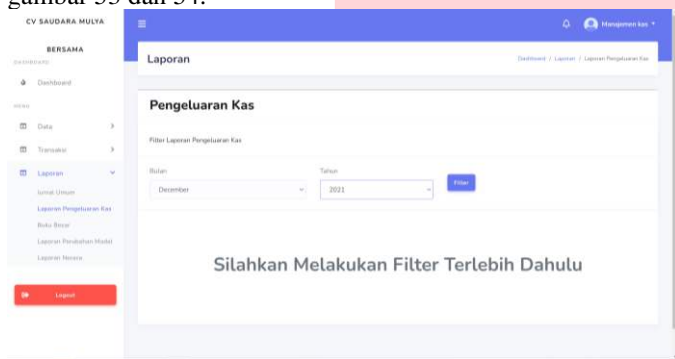 gambar 33 dan 34.
CV SAUDARA MULYA
BERSAMA
DASHBOARD
Dashboard
MENU
Data
Transaksi
Laporan
Jurnal Umum
Laporan Pengeluaran Kas
Buku Besar
Laporan Perubahan Modal
Laporan Neraca
Logout
Manajemen kas
Laporan
Dashboard / Laporan / Laporan Pengeluaran Kas
Pengeluaran Kas
Filter Laporan Pengeluaran Kas
Bulan
Tahun
December
2021
Filter
Silahkan Melakukan Filter Terlebih Dahulu